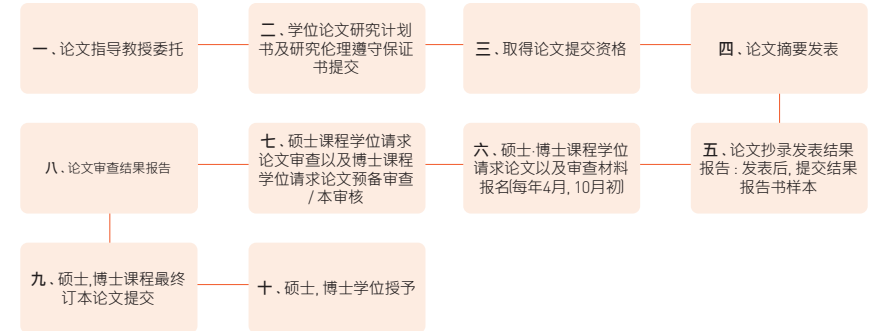 一、论文指导教授委托
二、学位论文研究计划
书及研究伦理遵守保证
书提交
三、取得论文提交资格
四、论文摘要发表
五、论文抄录发表结果
报告 : 发表后, 提交结果
报告书样本
六、硕士·博士课程学位
请求论文以及审查材料
报名(每年4月, 10月初)
七、硕士课程学位请求
论文审查以及博士课程
学位请求论文预备审查
/ 本审核
八、论文审查结果报告
九、硕士,博士课程最终
订本论文提交
十、硕士, 博士学位授予